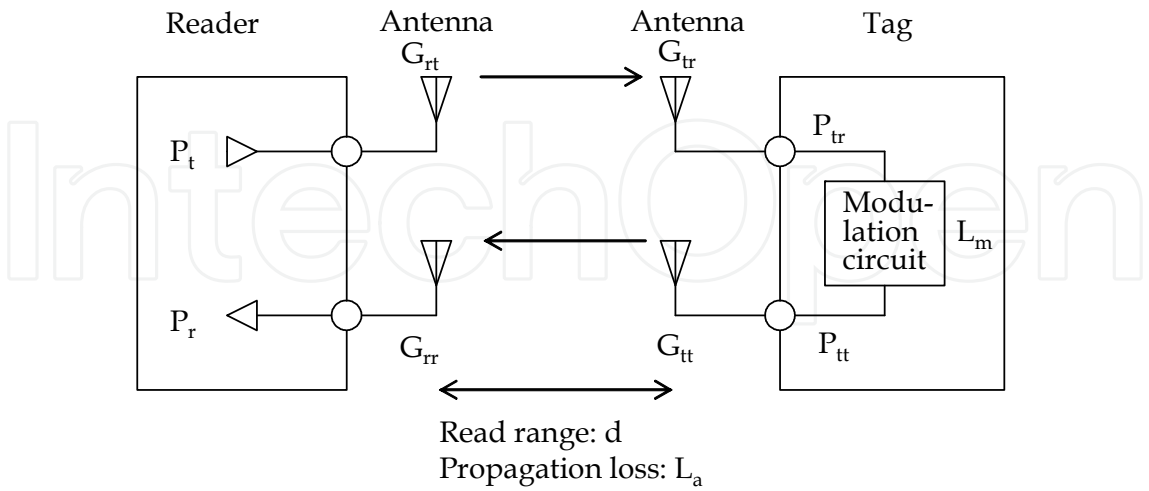 Reader
Antenna
Antenna
Tag
G_rt
G_tr
P_t
P_tr
Modu-
lation
circuit
L_m
P_r
G_rr
G_tt
P_tt
Read range: d
Propagation loss: L_a
IntechOpen